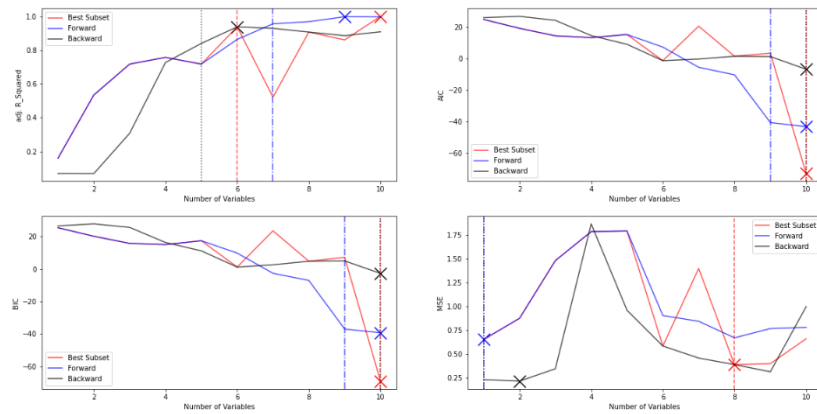 1.0
0.8
0.6
0.4
0.2
adj. R_Squared
Best Subset
Forward
Backward
2 4 6 8 10
Number of Variables
20
0
−20
−40
−60
AIC
Best Subset
Forward
Backward
2 4 6 8 10
Number of Variables
20
0
−20
−40
−60
BIC
Best Subset
Forward
Backward
2 4 6 8 10
Number of Variables
1.75
1.50
1.25
1.00
0.75
0.50
0.25
MSE
Best Subset
Forward
Backward
2 4 6 8 10
Number of Variables